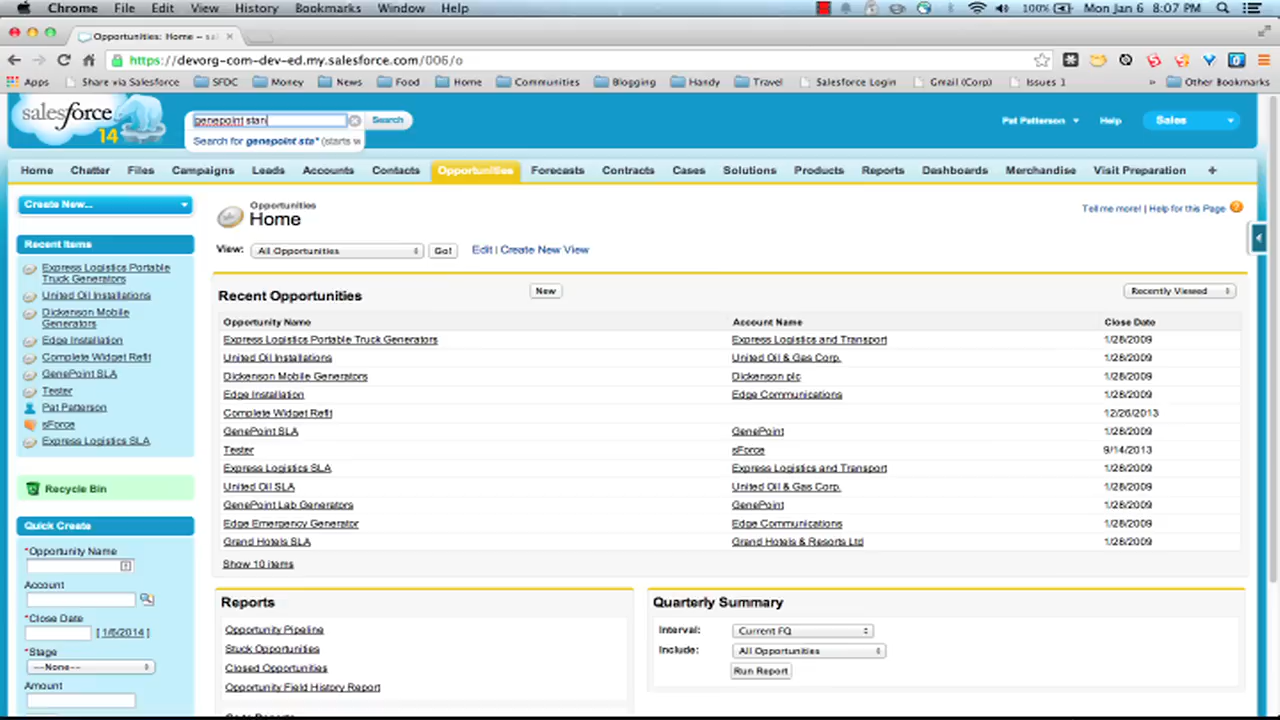 Chrome File Edit View History Bookmarks Window Help 100% Mon Jan 6 8:07 PM
Opportunities: Home – sal
https://devorg-com-dev-ed.my.salesforce.com/006/o
Apps Share via Salesforce SFDC Money News Food Home Communities Blogging Handy Travel Salesforce Login Gmail (Corp) Issues 1 » Other Bookmarks
salesforce 14
genepoint stan Search
Search for genepoint sta* (starts w
Pat Patterson Help Sales
Home Chatter Files Campaigns Leads Accounts Contacts Opportunities Forecasts Contracts Cases Solutions Products Reports Dashboards Merchandise Visit Preparation +
Create New...
Recent Items
Express Logistics Portable
Truck Generators
United Oil Installations
Dickenson Mobile
Generators
Edge Installation
Complete Widget Refit
GenePoint SLA
Tester
Pat Patterson
sForce
Express Logistics SLA
Recycle Bin
Quick Create
*Opportunity Name
Account
*Close Date
[ 1/6/2014 ]
*Stage
--None--
Amount
Opportunities
Home
Tell me more! | Help for this Page
View: All Opportunities Go! Edit | Create New View
Recent Opportunities New Recently Viewed
Opportunity Name Account Name Close Date
Express Logistics Portable Truck Generators Express Logistics and Transport 1/28/2009
United Oil Installations United Oil & Gas Corp. 1/28/2009
Dickenson Mobile Generators Dickenson plc 1/28/2009
Edge Installation Edge Communications 1/28/2009
Complete Widget Refit 12/26/2013
GenePoint SLA GenePoint 1/28/2009
Tester sForce 9/14/2013
Express Logistics SLA Express Logistics and Transport 1/28/2009
United Oil SLA United Oil & Gas Corp. 1/28/2009
GenePoint Lab Generators GenePoint 1/28/2009
Edge Emergency Generator Edge Communications 1/28/2009
Grand Hotels SLA Grand Hotels & Resorts Ltd 1/28/2009
Show 10 items
Reports
Opportunity Pipeline
Stuck Opportunities
Closed Opportunities
Opportunity Field History Report
Quarterly Summary
Interval: Current FQ
Include: All Opportunities
Run Report